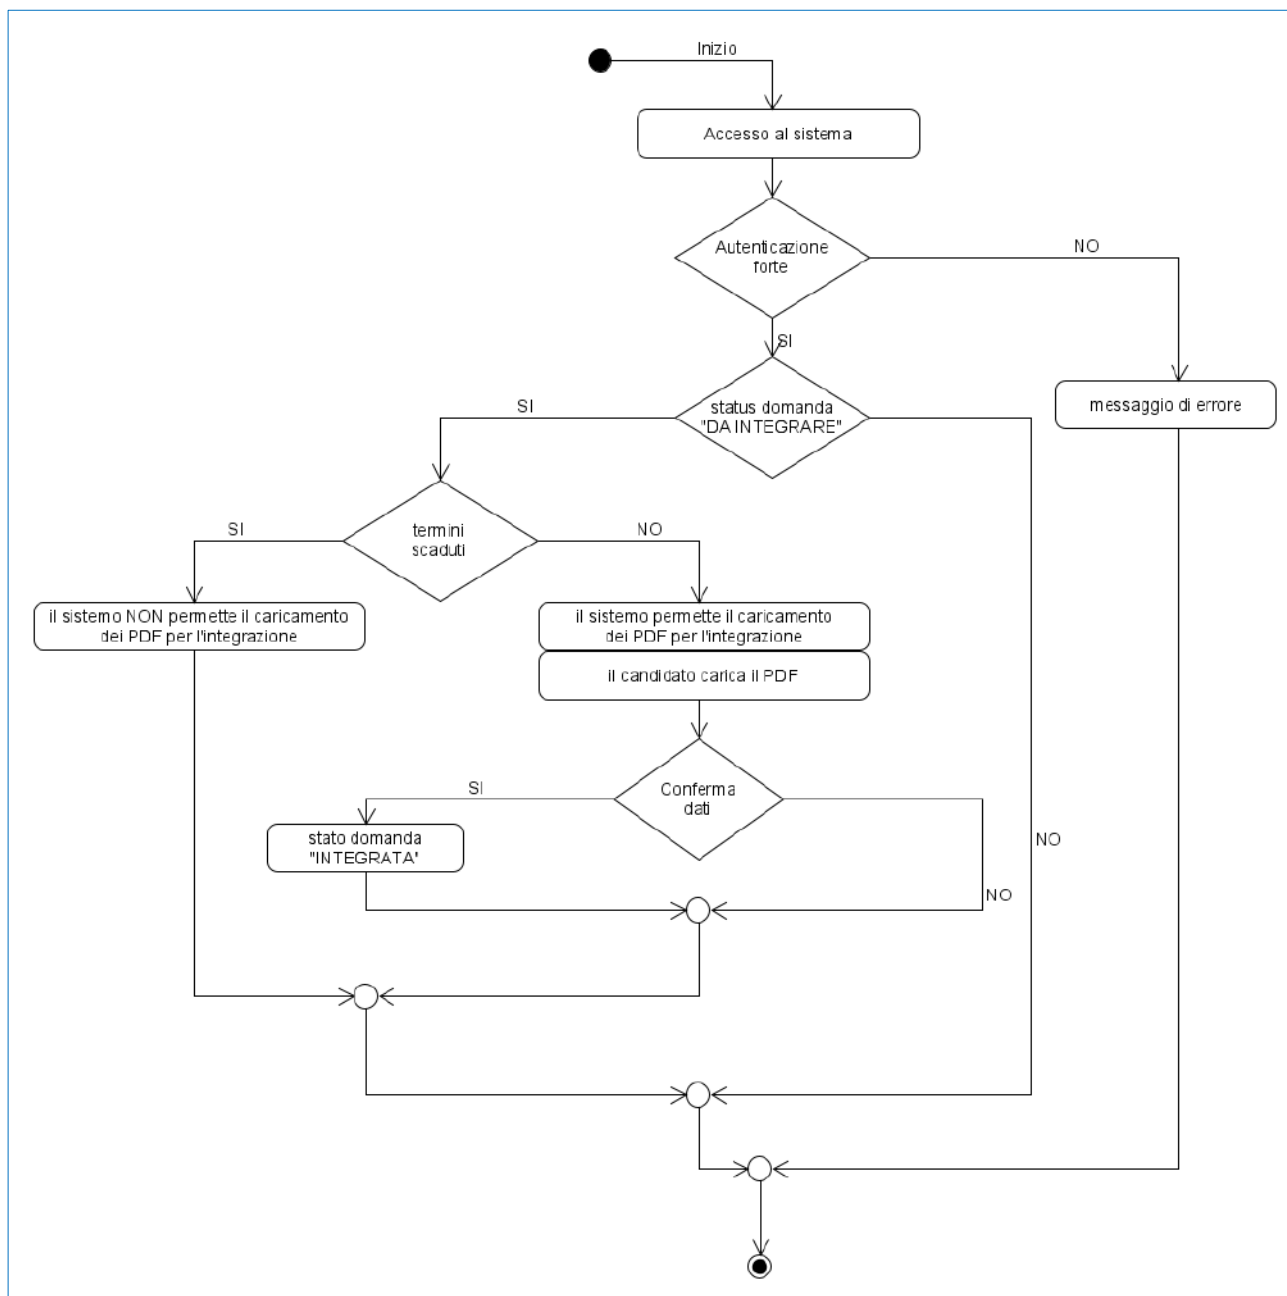 Inizio
Accesso al sistema
Autenticazione
forte
NO
SI
status domanda
"DA INTEGRARE"
SI
messaggio di errore
termini
scaduti
SI
NO
il sistemo NON permette il caricamento
dei PDF per l'integrazione
il sistemo permette il caricamento
dei PDF per l'integrazione
il candidato carica il PDF
Conferma
dati
SI
stato domanda
"INTEGRATA"
NO
NO